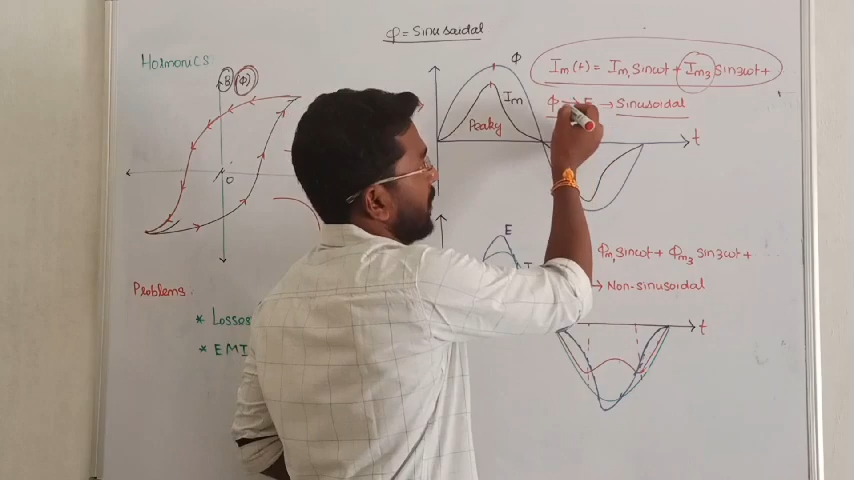 φ = Sinusoidal
Harmonics
B (φ)
O
φ
Im
Peaky
t
Im(t) = Im1 Sinωt + Im3 Sin3ωt +
φ → E → Sinusoidal
E
I
φm1 sinωt + φm3 sin3ωt +
→ Non-sinusoidal
t
Problems:
* Losses
* EMI